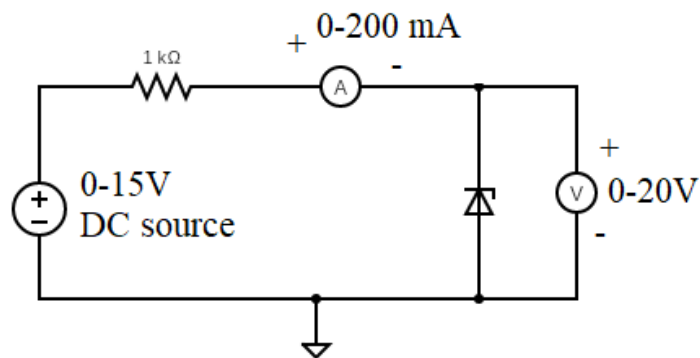 0-200 mA
+
-
1 kΩ
A
0-15V
DC source
+
-
+
V
0-20V
-